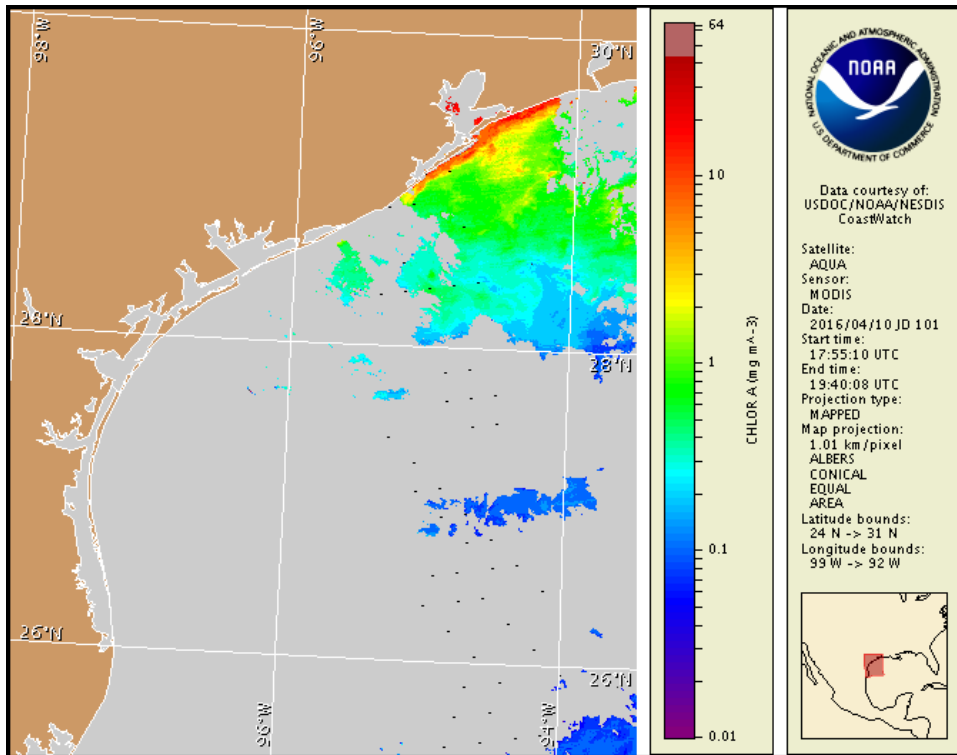 98°W
96°W
30°N
28°N
28°N
26°N
26°N
96°W
94°W
64
10
1
0.1
0.01
CHLOR A (mg m^-3)
NATIONAL OCEANIC AND ATMOSPHERIC ADMINISTRATION
NOAA
U.S. DEPARTMENT OF COMMERCE
Data courtesy of:
USDOC/NOAA/NESDIS
CoastWatch
Satellite:
AQUA
Sensor:
MODIS
Date:
2016/04/10 JD 101
Start time:
17:55:10 UTC
End time:
19:40:08 UTC
Projection type:
MAPPED
Map projection:
1.01 km/pixel
ALBERS
CONICAL
EQUAL
AREA
Latitude bounds:
24 N -> 31 N
Longitude bounds:
99 W -> 92 W